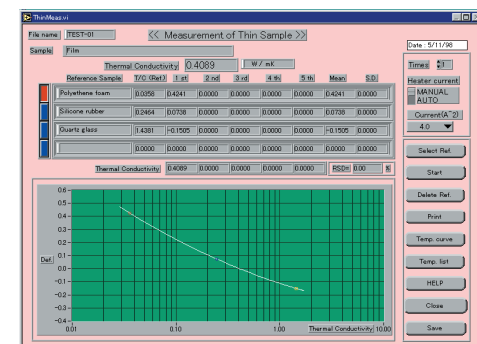 ThinMeas.vi
File name TEST-01 << Measurement of Thin Sample >>
Date : 5/11/98
Sample Film
Thermal Conductivity 0.4089 W / mK
Times 1
Reference Sample T/C (Ref.) 1 st 2 nd 3 rd 4 th 5 th Mean S.D.
Heater current
Polyethene foam 0.0358 0.4241 0.0000 0.0000 0.0000 0.0000 0.4241 0.0000
MANUAL
AUTO
Silicone rubber 0.2464 0.0738 0.0000 0.0000 0.0000 0.0000 0.0738 0.0000
Current(A^2)
Quartz glass 1.4381 -0.1505 0.0000 0.0000 0.0000 0.0000 -0.1505 0.0000
4.0
0.0000 0.0000 0.0000 0.0000 0.0000 0.0000 0.0000 0.0000
Select Ref.
Thermal Conductivity 0.4089 0.0000 0.0000 0.0000 0.0000 RSD= 0.00 %
Start
Delete Ref.
Print
Temp. curve
Temp. list
HELP
Close
Save
Def.
0.6
0.5
0.4
0.3
0.2
0.1
0.0
-0.1
-0.2
-0.3
-0.4
0.01 0.10 1.00 Thermal Conductivity 10.00